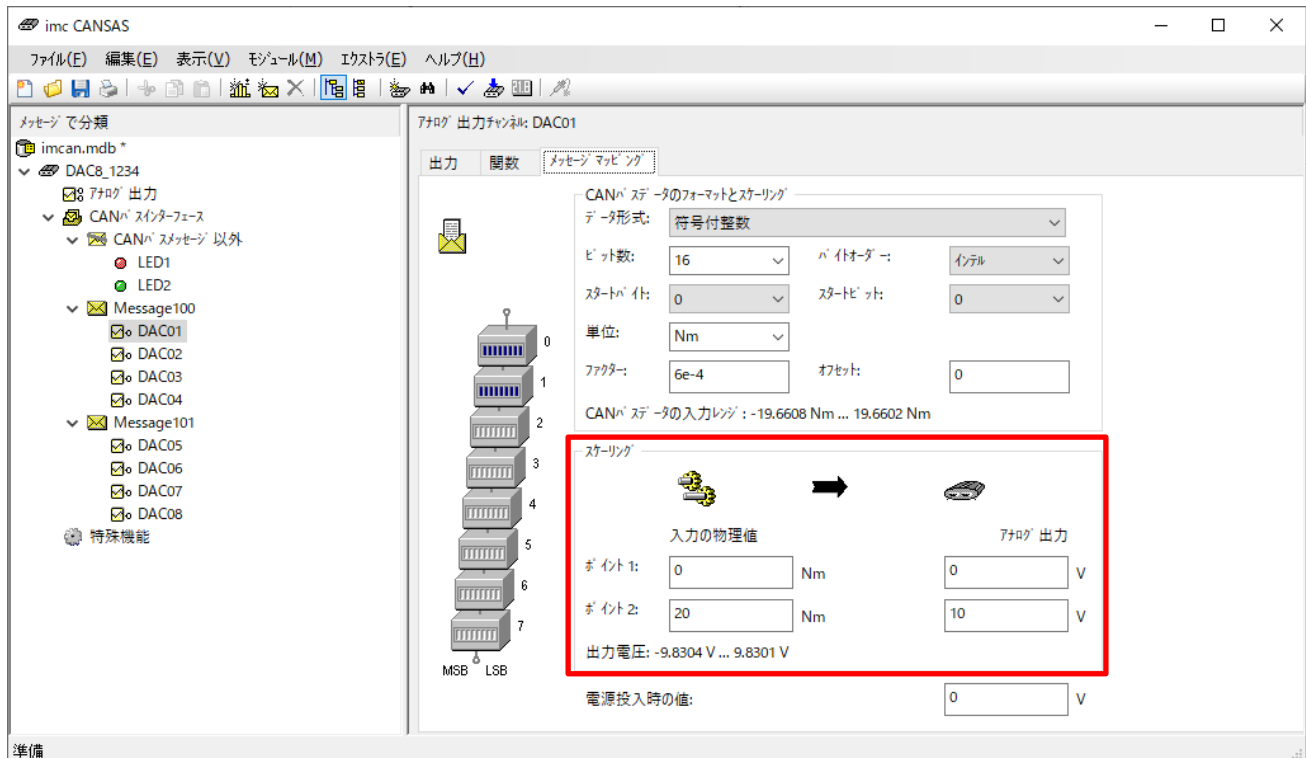 imc CANSAS
ファイル(F) 編集(E) 表示(V) モジュール(M) エクストラ(E) ヘルプ(H)
メッセージで分類
imcan.mdb *
DAC8_1234
アナログ出力
CANバスインターフェース
CANバスメッセージ以外
LED1
LED2
Message100
DAC01
DAC02
DAC03
DAC04
Message101
DAC05
DAC06
DAC07
DAC08
特殊機能
アナログ出力チャンネル: DAC01
出力 関数 メッセージマッピング
CANバスデータのフォーマットとスケーリング
データ形式: 符号付整数
ビット数: 16 バイトオーダー: インテル
スタートバイト: 0 スタートビット: 0
単位: Nm
ファクター: 6e-4 オフセット: 0
CANバスデータの入力レンジ: -19.6608 Nm ... 19.6602 Nm
0
1
2
3
4
5
6
7
MSB LSB
スケーリング
入力の物理値 アナログ出力
ポイント1: 0 Nm 0 V
ポイント2: 20 Nm 10 V
出力電圧: -9.8304 V ... 9.8301 V
電源投入時の値: 0 V
準備